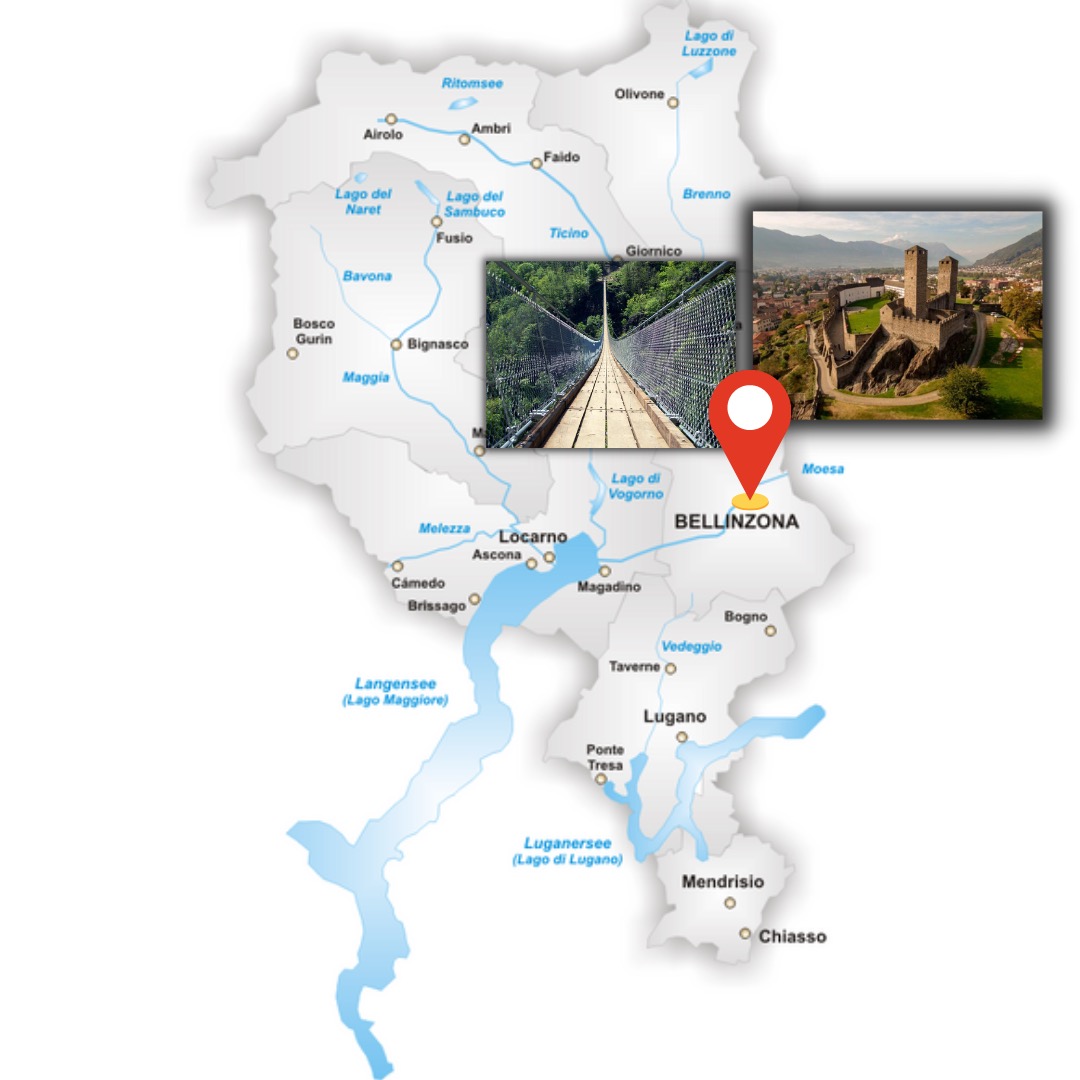 Lago di
Luzzone
Ritomsee
Olivone
Airolo
Ambri
Faido
Lago del
Naret
Lago del
Sambuco
Brenno
Fusio
Ticino
Giornico
Bavona
Bosco
Gurin
Bignasco
Maggia
Moesa
Lago di
Vogorno
BELLINZONA
Melezza
Locarno
Ascona
Cámedo
Magadino
Brissago
Bogno
Vedeggio
Taverne
Langensee
(Lago Maggiore)
Lugano
Ponte
Tresa
Luganersee
(Lago di Lugano)
Mendrisio
Chiasso